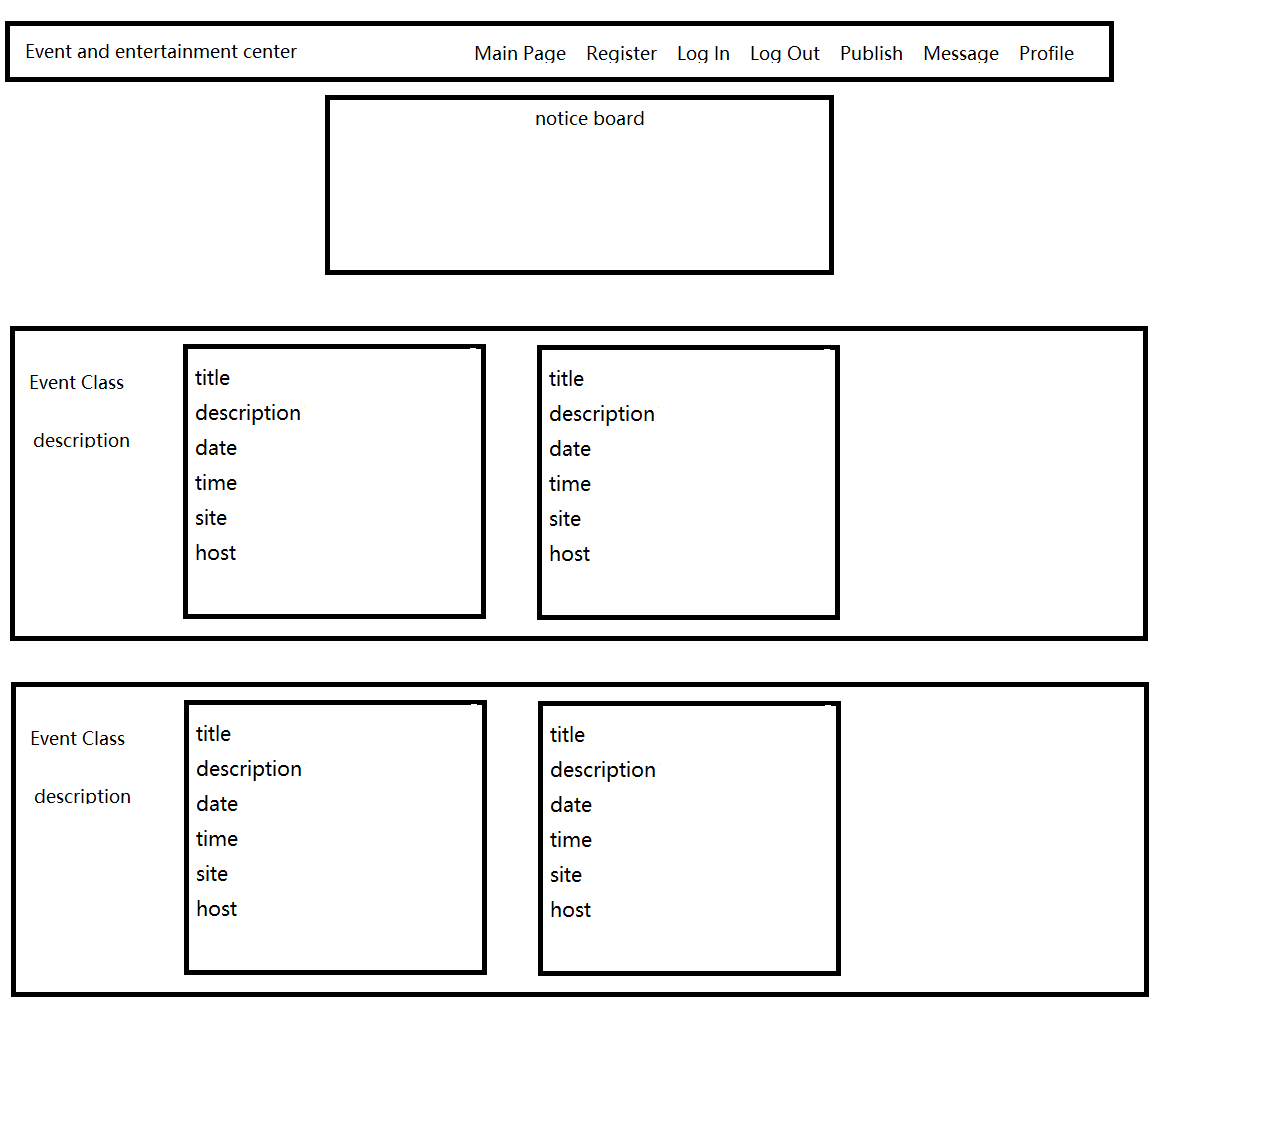 Event and entertainment center
Main Page Register Log In Log Out Publish Message Profile
notice board
Event Class
description
title
description
date
time
site
host
title
description
date
time
site
host
Event Class
description
title
description
date
time
site
host
title
description
date
time
site
host